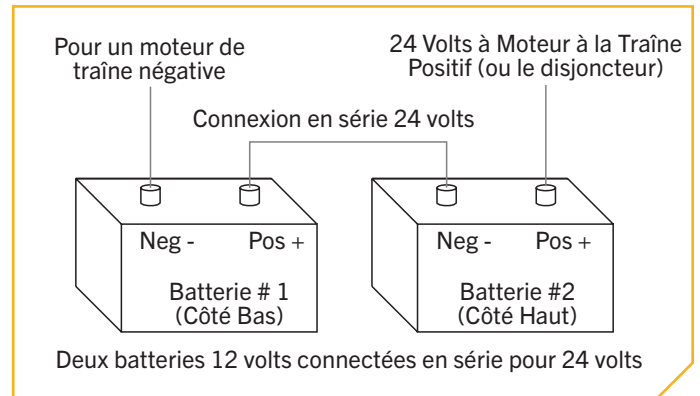 Pour un moteur de
traîne négative
24 Volts à Moteur à la Traîne
Positif (ou le disjoncteur)
Connexion en série 24 volts
Neg - Pos +
Batterie # 1
(Côté Bas)
Neg - Pos +
Batterie #2
(Côté Haut)
Deux batteries 12 volts connectées en série pour 24 volts